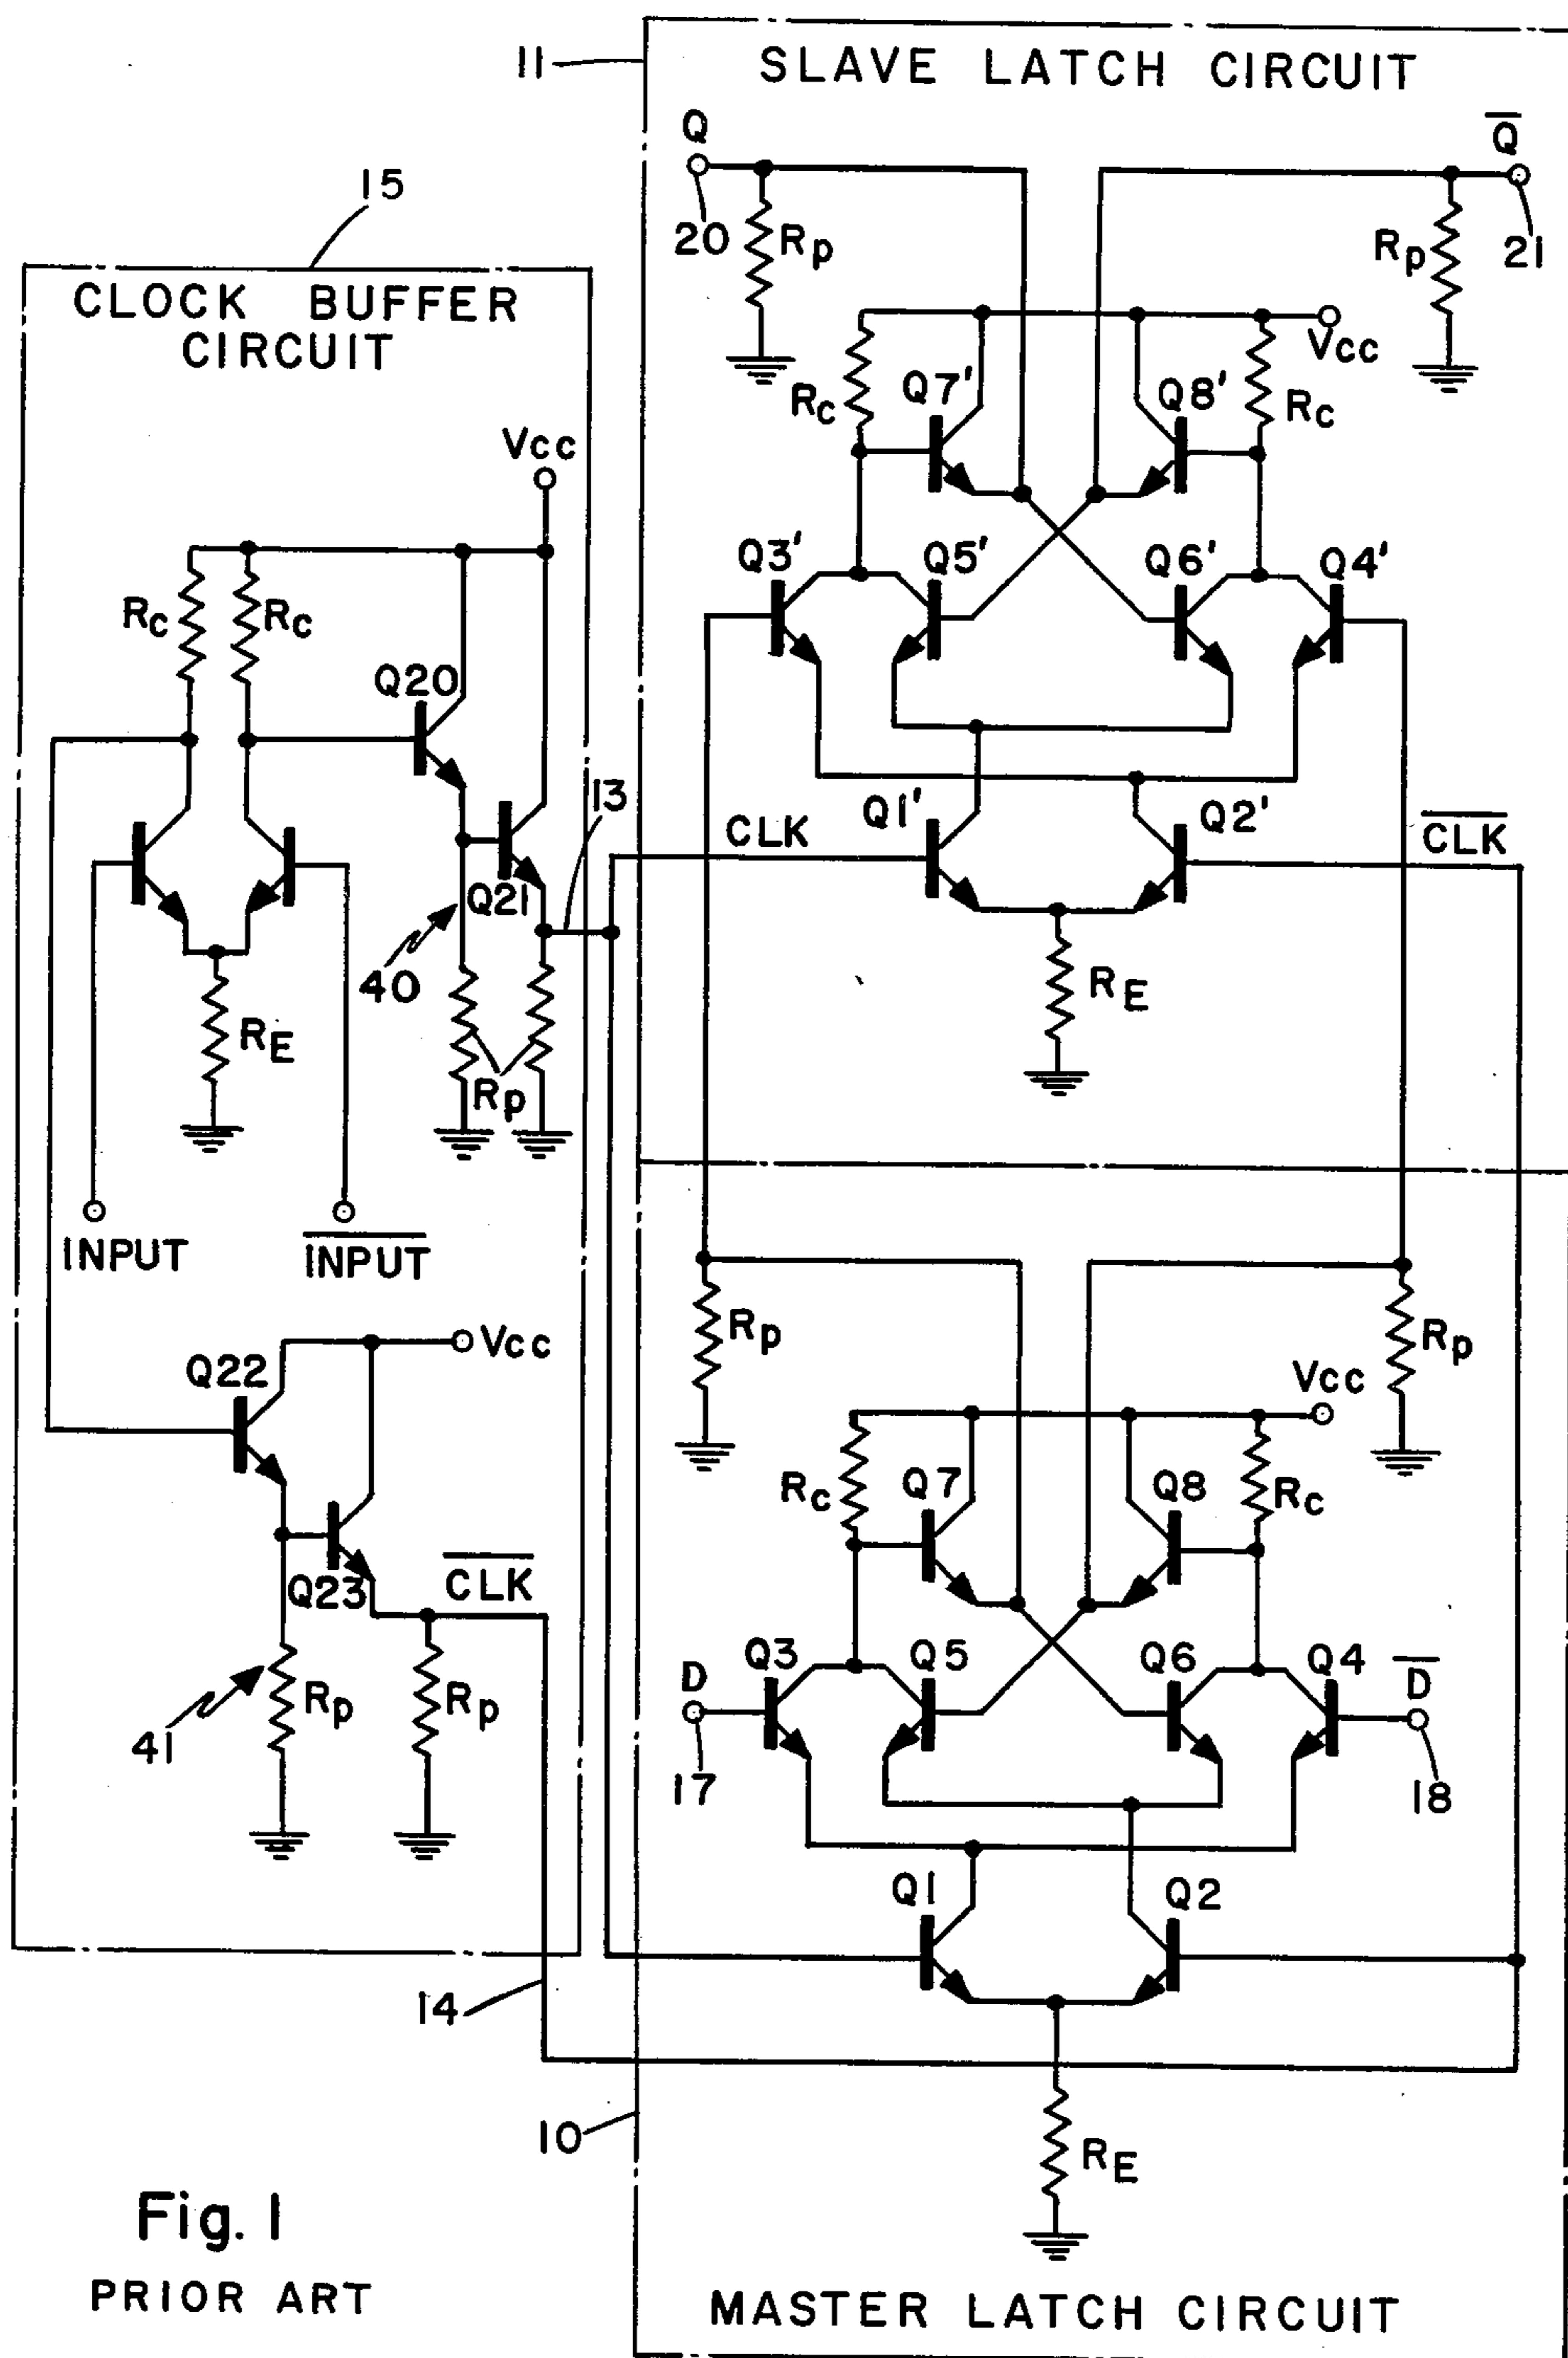 11
SLAVE LATCH CIRCUIT
Q
Q̅
20
Rp
Rp
21
15
CLOCK BUFFER
CIRCUIT
Vcc
Vcc
Rc
Q7'
Q8'
Rc
Rc
Rc
Q3'
Q5'
Q6'
Q4'
Q20
Q21
13
40
CLK
Q1'
Q2'
C̅L̅K̅
RE
RE
Rp
INPUT
I̅N̅P̅U̅T̅
Rp
Rp
Vcc
Vcc
Q22
Rc
Q7
Q8
Rc
Q23
C̅L̅K̅
D
Q3
Q5
Q6
Q4
D̅
41
Rp
Rp
17
18
Q1
Q2
14
10
RE
Fig. 1
PRIOR ART
MASTER LATCH CIRCUIT